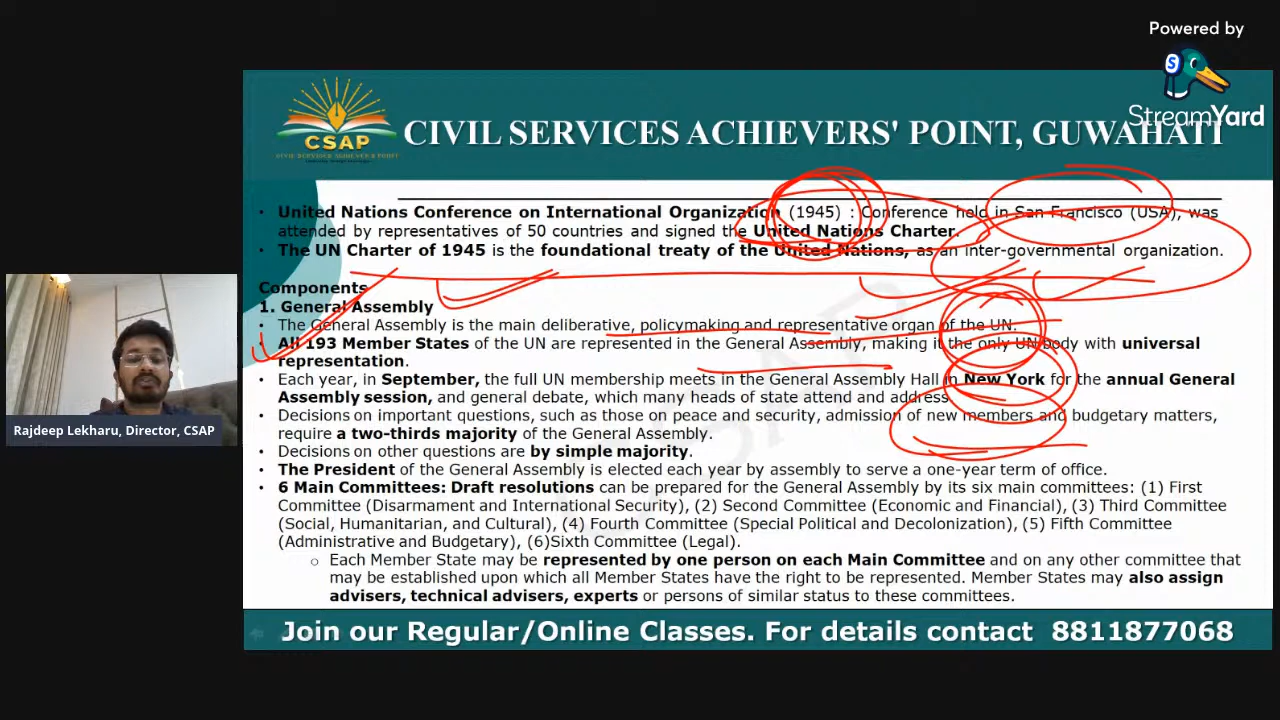 Powered by
StreamYard
CSAP
CIVIL SERVICES ACHIEVER'S POINT
CIVIL SERVICES ACHIEVERS' POINT, GUWAHATI
• United Nations Conference on International Organization (1945) : Conference held in San Francisco (USA), was
attended by representatives of 50 countries and signed the United Nations Charter.
• The UN Charter of 1945 is the foundational treaty of the United Nations, as an inter-governmental organization.
Components
1. General Assembly
• The General Assembly is the main deliberative, policymaking and representative organ of the UN.
• All 193 Member States of the UN are represented in the General Assembly, making it the only UN body with universal
representation.
• Each year, in September, the full UN membership meets in the General Assembly Hall in New York for the annual General
Assembly session, and general debate, which many heads of state attend and address.
• Decisions on important questions, such as those on peace and security, admission of new members and budgetary matters,
require a two-thirds majority of the General Assembly.
• Decisions on other questions are by simple majority.
• The President of the General Assembly is elected each year by assembly to serve a one-year term of office.
• 6 Main Committees: Draft resolutions can be prepared for the General Assembly by its six main committees: (1) First
Committee (Disarmament and International Security), (2) Second Committee (Economic and Financial), (3) Third Committee
(Social, Humanitarian, and Cultural), (4) Fourth Committee (Special Political and Decolonization), (5) Fifth Committee
(Administrative and Budgetary), (6)Sixth Committee (Legal).
o Each Member State may be represented by one person on each Main Committee and on any other committee that
may be established upon which all Member States have the right to be represented. Member States may also assign
advisers, technical advisers, experts or persons of similar status to these committees.
Rajdeep Lekharu, Director, CSAP
Join our Regular/Online Classes. For details contact 8811877068